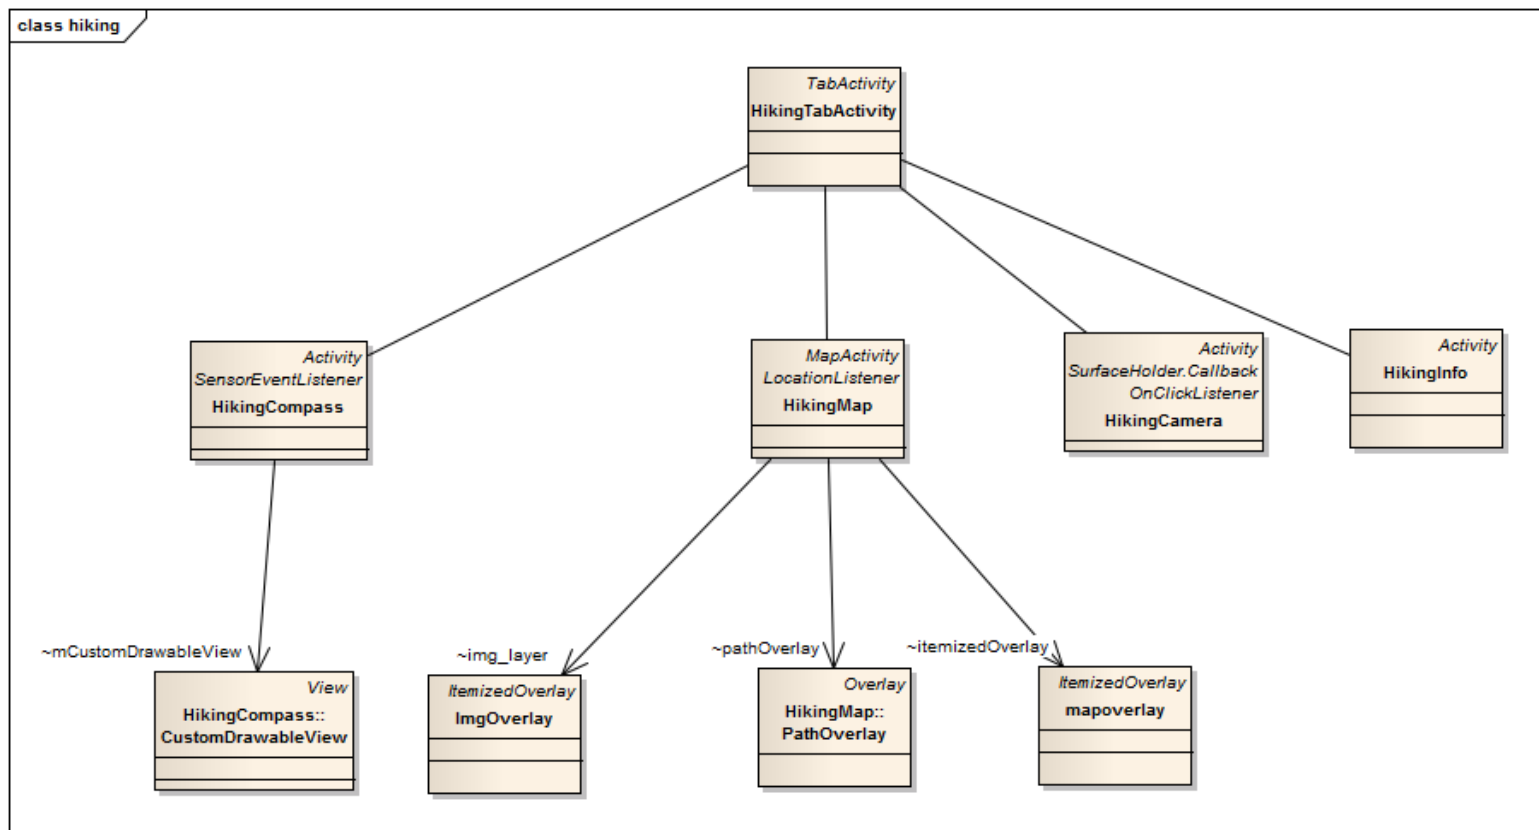 class hiking
TabActivity
HikingTabActivity
Activity
SensorEventListener
HikingCompass
MapActivity
LocationListener
HikingMap
Activity
SurfaceHolder.Callback
OnClickListener
HikingCamera
Activity
HikingInfo
~mCustomDrawableView
~img_layer
~pathOverlay
~itemizedOverlay
View
HikingCompass::
CustomDrawableView
ItemizedOverlay
ImgOverlay
Overlay
HikingMap::
PathOverlay
ItemizedOverlay
mapoverlay